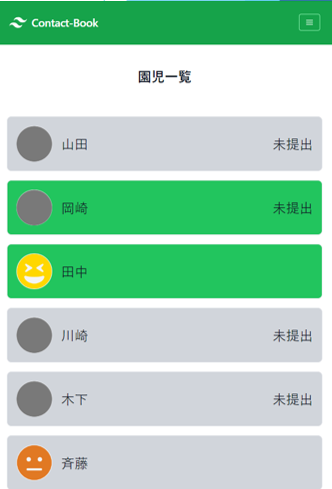 Contact-Book
園児一覧
山田 未提出
岡崎 未提出
田中
川崎 未提出
木下 未提出
斉藤